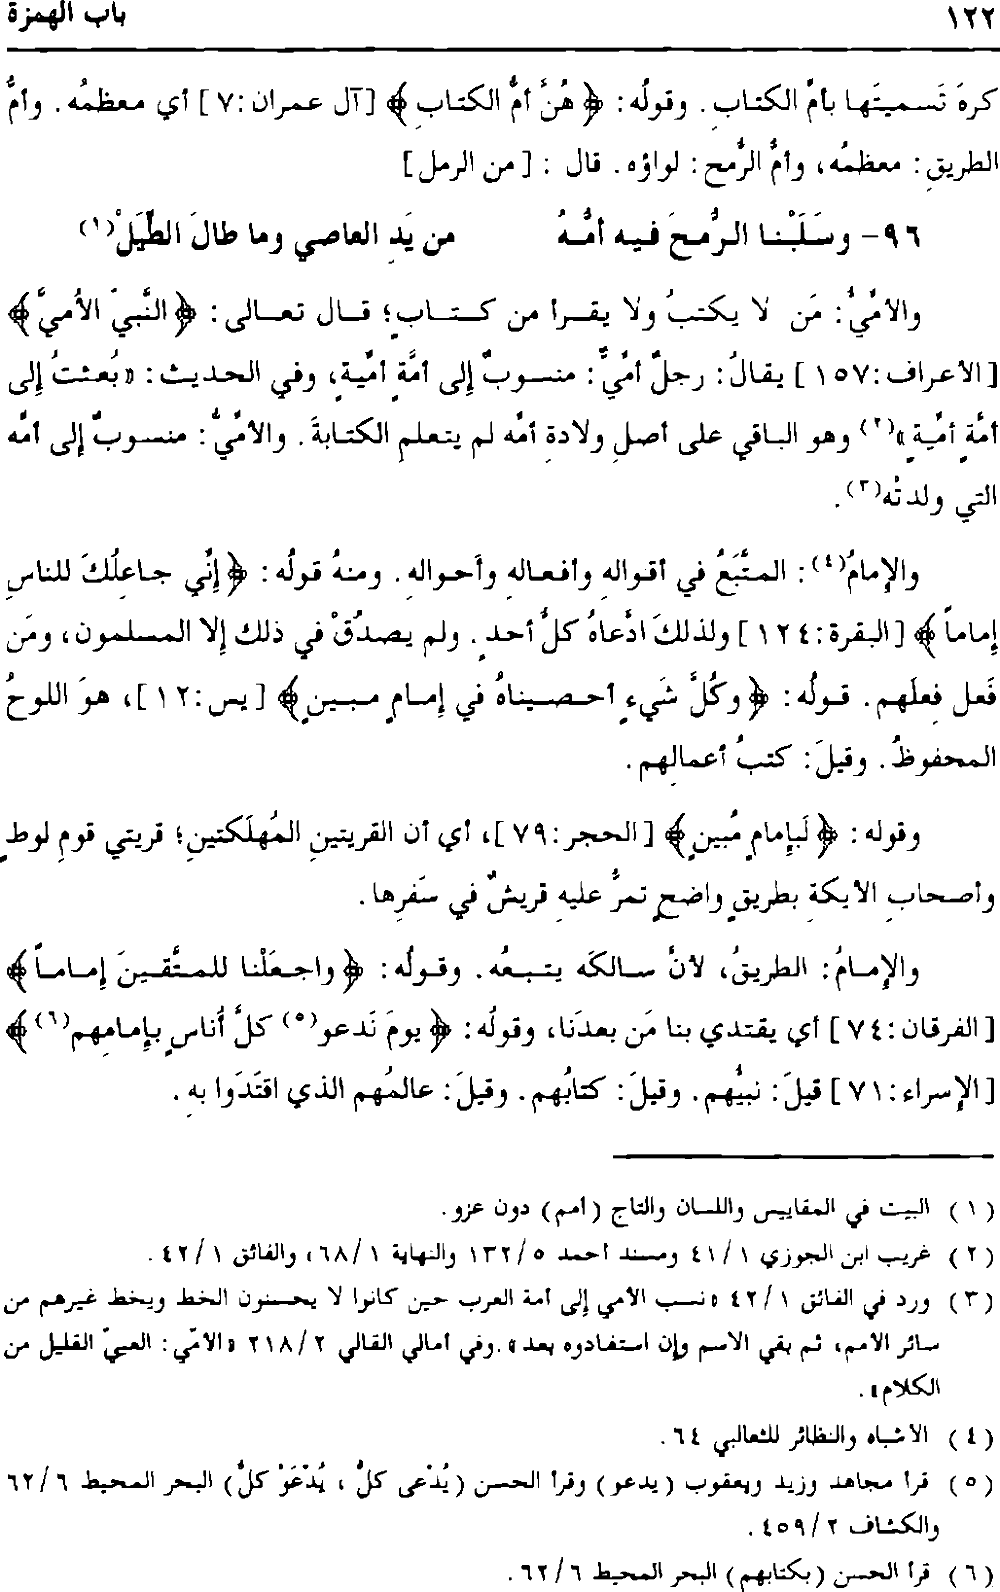 ١٢٢ باب الهمزة
كرهَ تَسميتَها بأمِّ الكتابِ. وقولُه: ﴿هُنَّ أمُّ الكتابِ﴾ [آل عمران:٧] أي معظمُه. وأمُّ
الطريقِ: معظمُه، وأمُّ الرُّمحِ: لواؤه. قال : [من الرمل]
٩٦- وسَلَبْنا الرُّمحَ فيه أمُّهُ من يَدِ العاصي وما طالَ الطَّيَلْ(١)
والأمِّيُّ: مَن لا يكتبُ ولا يقرأ من كتابٍ؛ قال تعالى: ﴿النَّبيّ الأميَّ﴾
[الأعراف:١٥٧] يقالُ: رجلٌ أمِّيٌّ: منسوبٌ إلى أمَّةٍ أمِّيةٍ، وفي الحديث: «بُعثتُ إلى
أمَّةٍ أمِّيةٍ»(٢) وهو الباقي على أصلِ ولادةِ أمِّه لم يتعلمِ الكتابةَ. والأمِّيُّ: منسوبٌ إلى أمِّه
التي ولدتُه(٣).
والإمامُ(٤): المتَّبَعُ في أقوالهِ وأفعالهِ وأحوالهِ. ومنهُ قولُه: ﴿إنِّي جاعِلُكَ للناسِ
إماماً﴾ [البقرة:١٢٤] ولذلكَ ادَّعاهُ كلُّ أحدٍ. ولم يصدُقْ في ذلك إلا المسلمون، ومَن
فَعل فِعلَهم. قولُه: ﴿وكُلَّ شَيءٍ أحصيناهُ في إمامٍ مبينٍ﴾ [يس:١٢]، هوَ اللوحُ
المحفوظُ. وقيلَ: كتبُ أعمالِهم.
وقوله: ﴿لَبإمامٍ مُبينٍ﴾ [الحجر:٧٩]، أي أن القريتينِ المُهلَكتينِ؛ قريتي قومِ لوطٍ
وأصحابِ الأيكةِ بطريقٍ واضحٍ تمرُّ عليهِ قريشٌ في سَفرِها.
والإمامُ: الطريقُ، لأنَّ سالكَه يتبعُه. وقولُه: ﴿واجعَلْنا للمتَّقينَ إماماً﴾
[الفرقان:٧٤] أي يقتدي بنا مَن بعدَنا، وقولُه: ﴿يومَ نَدعو(٥) كلَّ أُناسٍ بإمامِهم(٦)﴾
[الإسراء:٧١] قيلَ: نبيُّهم. وقيلَ: كتابُهم. وقيلَ: عالمُهم الذي اقتَدَوا بهِ.
(١) البيت في المقاييس واللسان والتاج (أمم) دون عزو.
(٢) غريب ابن الجوزي ٤١/١ ومسند أحمد ١٣٢/٥ والنهاية ٦٨/١، والفائق ٤٢/١.
(٣) ورد في الفائق ٤٢/١ «نسب الأمي إلى أمة العرب حين كانوا لا يحسنون الخط ويخط غيرهم من
سائر الأمم، ثم بقي الاسم وإن استفادوه بعد». وفي أمالي القالي ٢١٨/٢ «الأمّي: العييّ القليل من
الكلام».
(٤) الأشباه والنظائر للثعالبي ٦٤.
(٥) قرأ مجاهد وزيد ويعقوب (يدعو) وقرأ الحسن (يُدْعى كلُّ ، يُدْعَوْ كلُّ) البحر المحيط ٦٢/٦
والكشاف ٤٥٩/٢.
(٦) قرأ الحسن (بكتابهم) البحر المحيط ٦٢/٦.